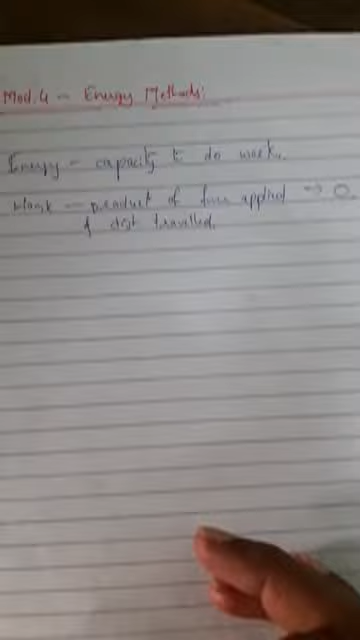 Mod. 4 - Energy Methods:
Energy - capacity to do work.
Work - product of force applied → O.
& dist travelled.